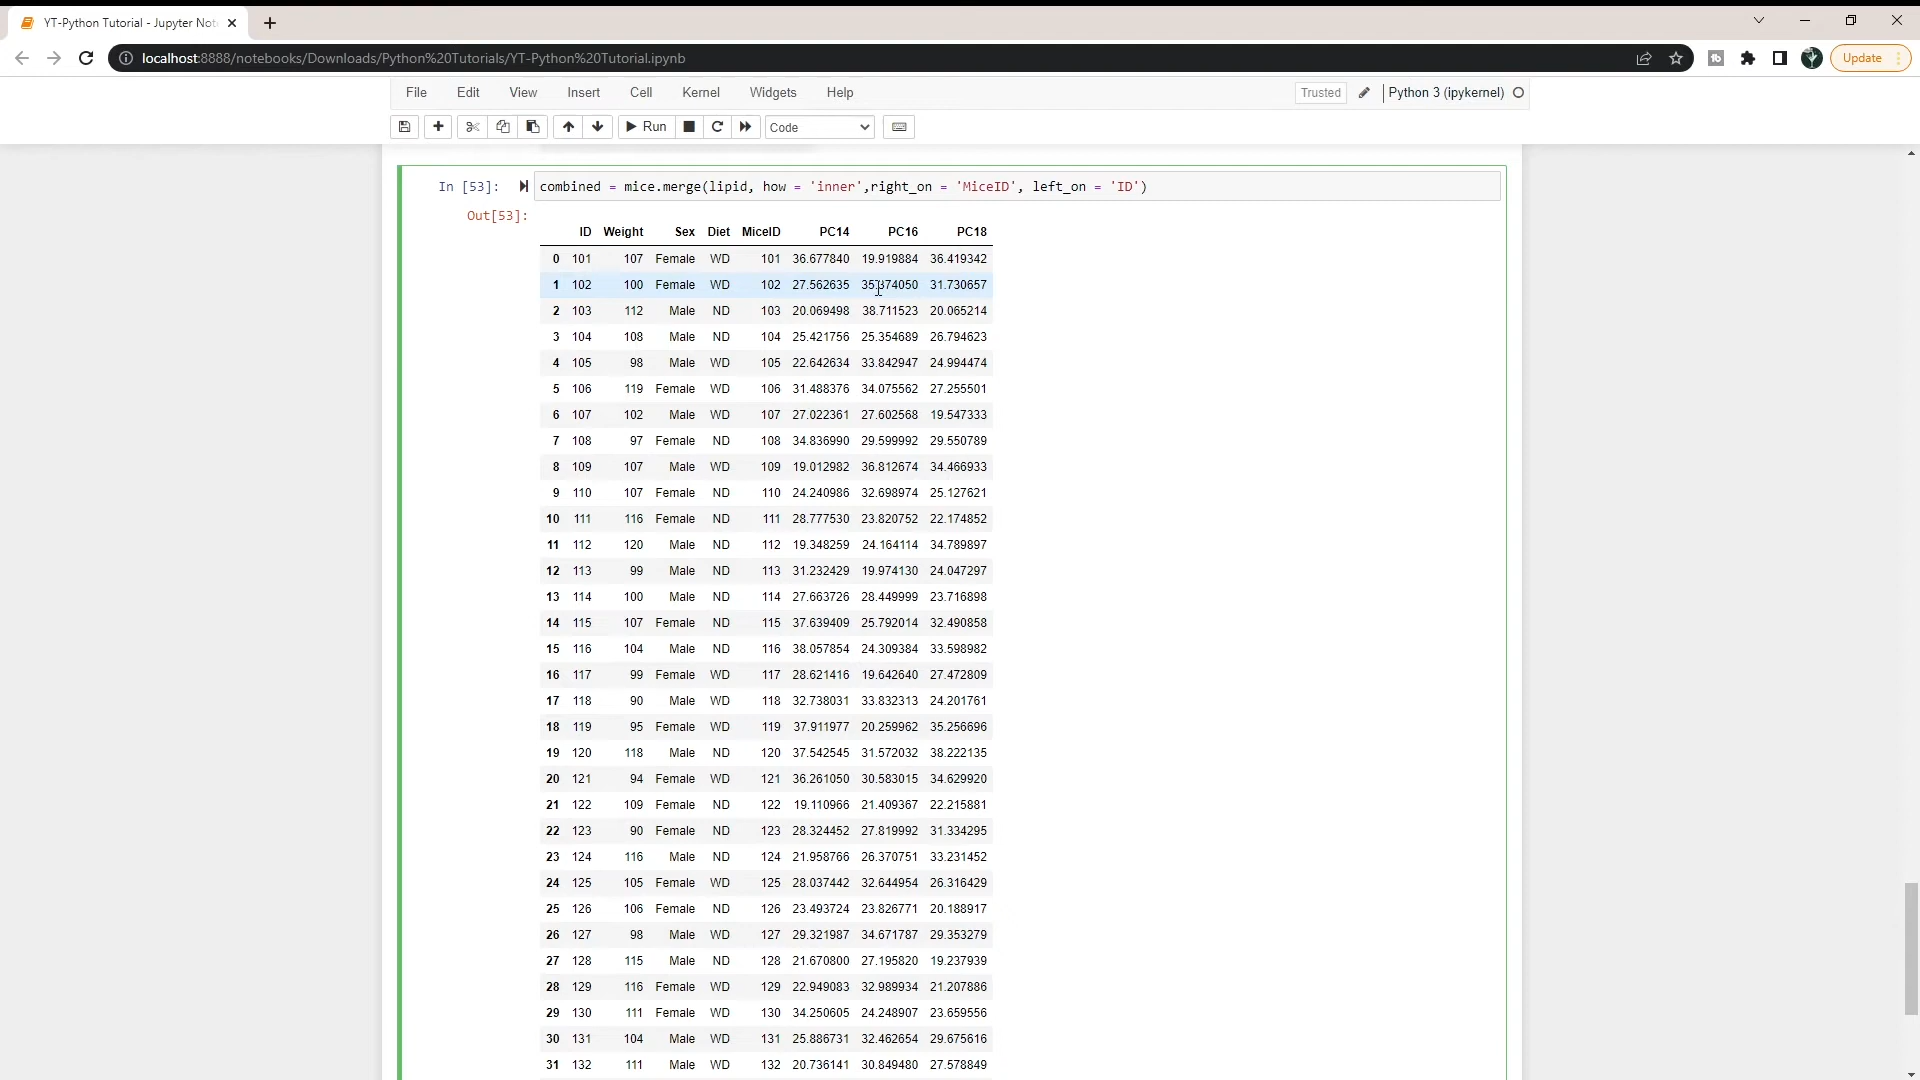 YT-Python Tutorial - Jupyter Not
localhost:8888/notebooks/Downloads/Python%20Tutorials/YT-Python%20Tutorial.ipynb
Update
File Edit View Insert Cell Kernel Widgets Help
Trusted Python 3 (ipykernel)
Run Code
In [53]: combined = mice.merge(lipid, how = 'inner',right_on = 'MiceID', left_on = 'ID')
Out[53]:
ID Weight Sex Diet MiceID PC14 PC16 PC18
0 101 107 Female WD 101 36.677840 19.919884 36.419342
1 102 100 Female WD 102 27.562635 31.730657
2 103 112 Male ND 103 20.069498 38.711523 20.065214
3 104 108 Male ND 104 25.421756 25.354689 26.794623
4 105 98 Male WD 105 22.642634 33.842947 24.994474
5 106 119 Female WD 106 31.488376 34.075562 27.255501
6 107 102 Male WD 107 27.022361 27.602568 19.547333
7 108 97 Female ND 108 34.836990 29.599992 29.550789
8 109 107 Male WD 109 19.012982 36.812674 34.466933
9 110 107 Female ND 110 24.240986 32.698974 25.127621
10 111 116 Female ND 111 28.777530 23.820752 22.174852
11 112 120 Male ND 112 19.348259 24.164114 34.789897
12 113 99 Male ND 113 31.232429 19.974130 24.047297
13 114 100 Male ND 114 27.663726 28.449999 23.716898
14 115 107 Female ND 115 37.639409 25.792014 32.490858
15 116 104 Male ND 116 38.057854 24.309384 33.598982
16 117 99 Female WD 117 28.621416 19.642640 27.472809
17 118 90 Male WD 118 32.738031 33.832313 24.201761
18 119 95 Female WD 119 37.911977 20.259962 35.256696
19 120 118 Male ND 120 37.542545 31.572032 38.222135
20 121 94 Female WD 121 36.261050 30.583015 34.629920
21 122 109 Female ND 122 19.110966 21.409367 22.215881
22 123 90 Female ND 123 28.324452 27.819992 31.334295
23 124 116 Male ND 124 21.958766 26.370751 33.231452
24 125 105 Female WD 125 28.037442 32.644954 26.316429
25 126 106 Female ND 126 23.493724 23.826771 20.188917
26 127 98 Male WD 127 29.321987 34.671787 29.353279
27 128 115 Male ND 128 21.670800 27.195820 19.237939
28 129 116 Female WD 129 22.949083 32.989934 21.207886
29 130 111 Female WD 130 34.250605 24.248907 23.659556
30 131 104 Male WD 131 25.886731 32.462654 29.675616
31 132 111 Male WD 132 20.736141 30.849480 27.578849